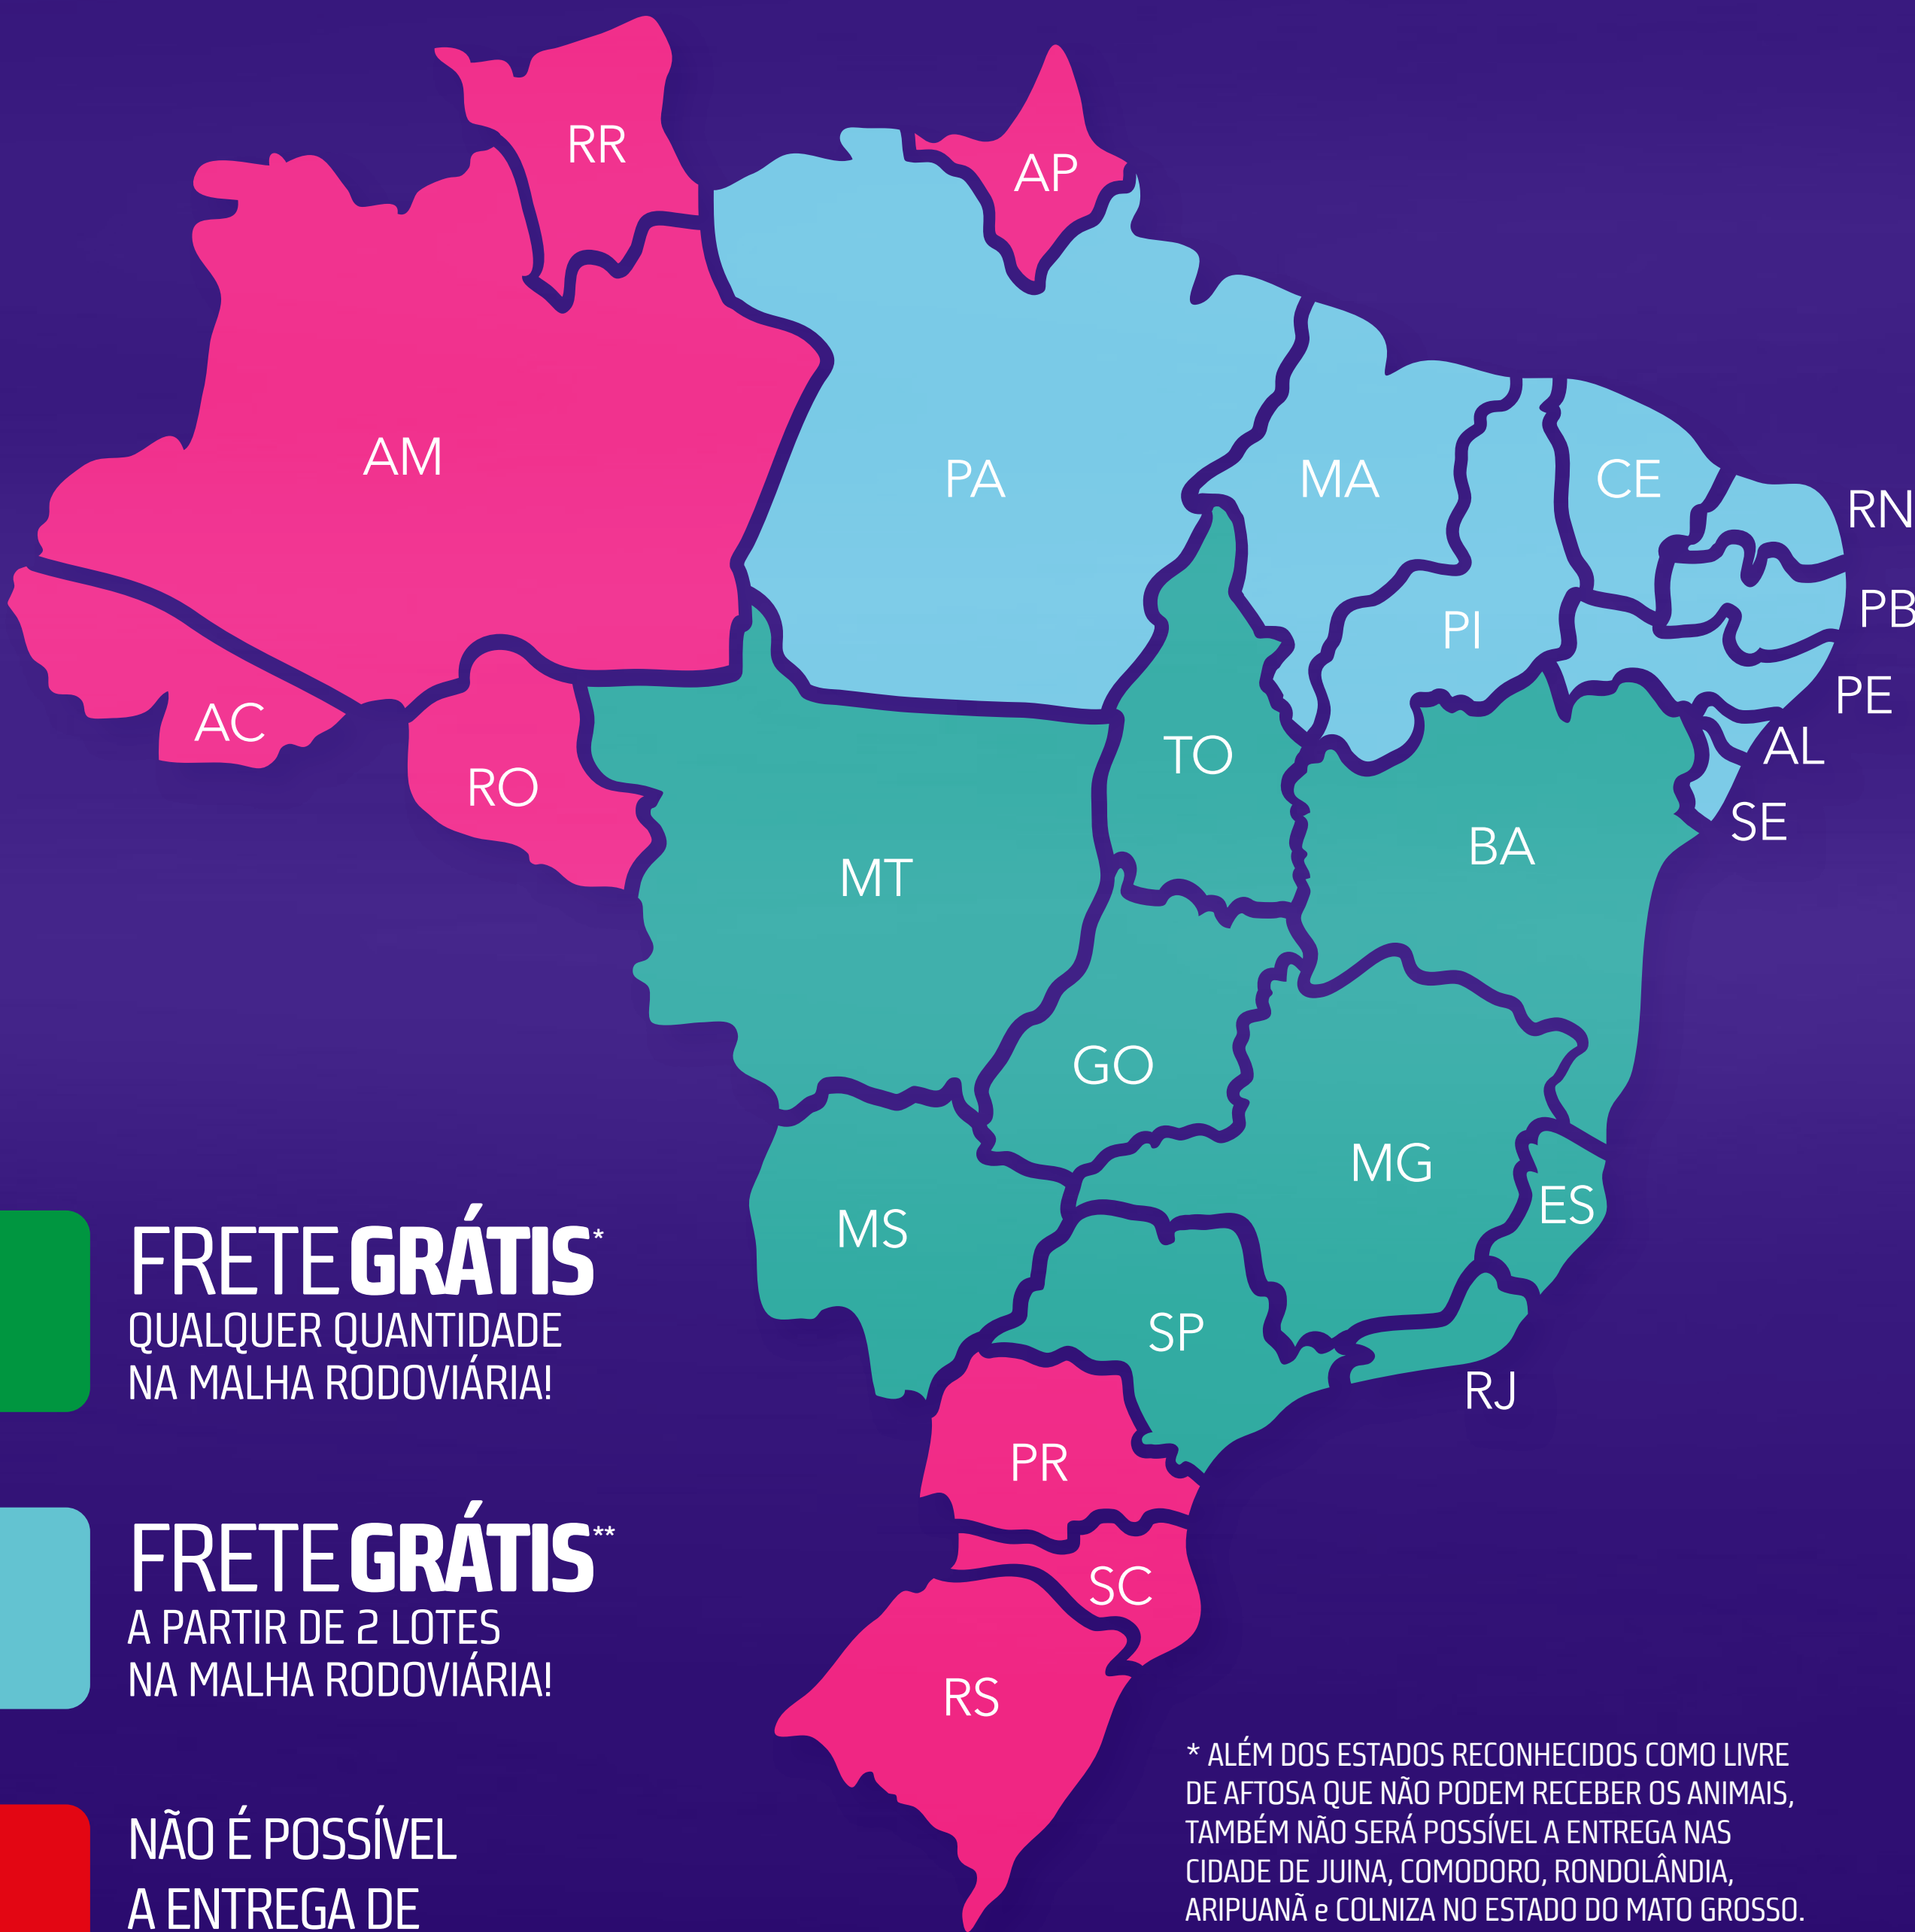 RR
AP
AM
PA
MA
CE
RN
PB
PI
PE
AC
TO
AL
RO
SE
BA
MT
GO
MG
ES
MS
SP
RJ
PR
SC
RS
FRETE GRÁTIS*
QUALQUER QUANTIDADE
NA MALHA RODOVIÁRIA!
FRETE GRÁTIS**
A PARTIR DE 2 LOTES
NA MALHA RODOVIÁRIA!
NÃO É POSSÍVEL
A ENTREGA DE
* ALÉM DOS ESTADOS RECONHECIDOS COMO LIVRE
DE AFTOSA QUE NÃO PODEM RECEBER OS ANIMAIS,
TAMBÉM NÃO SERÁ POSSÍVEL A ENTREGA NAS
CIDADE DE JUINA, COMODORO, RONDOLÂNDIA,
ARIPUANÃ e COLNIZA NO ESTADO DO MATO GROSSO.